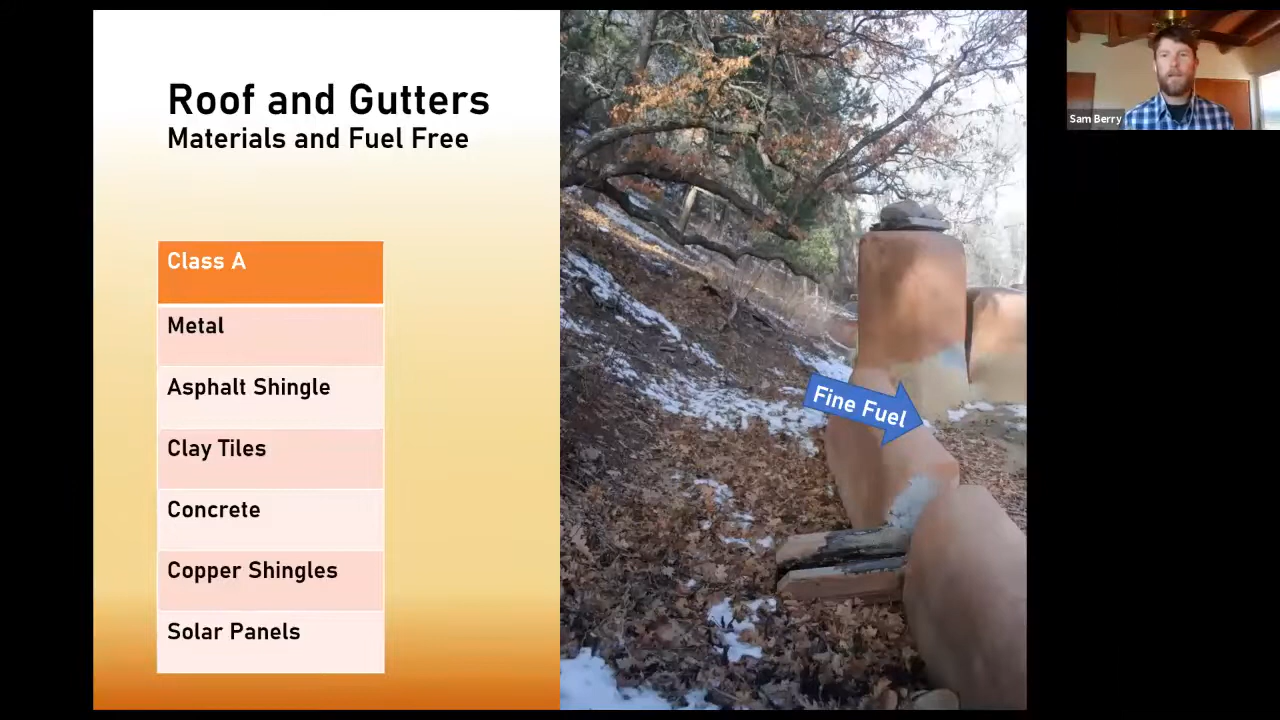 Roof and Gutters
Materials and Fuel Free
Class A
Metal
Asphalt Shingle
Clay Tiles
Concrete
Copper Shingles
Solar Panels
Fine Fuel
Sam Berry